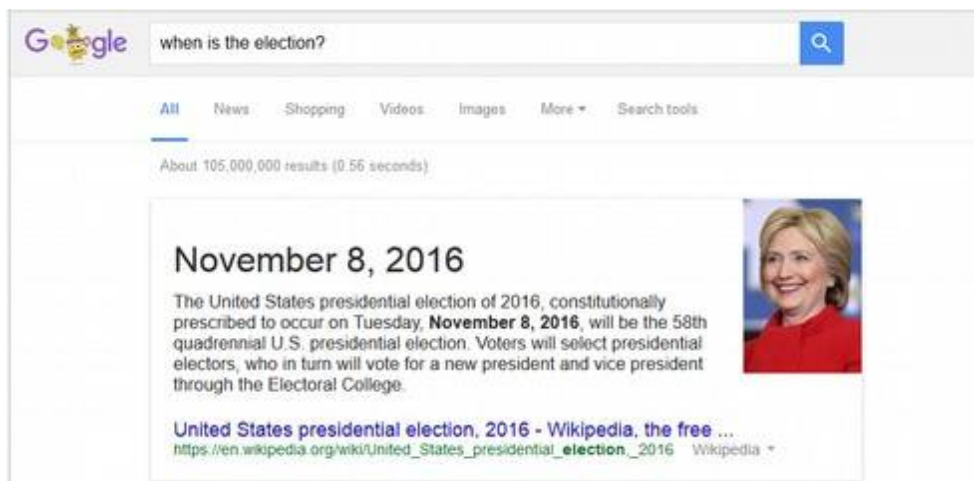 Google
when is the election?
All News Shopping Videos Images More Search tools
About 105,000,000 results (0.56 seconds)
November 8, 2016
The United States presidential election of 2016, constitutionally
prescribed to occur on Tuesday, November 8, 2016, will be the 58th
quadrennial U.S. presidential election. Voters will select presidential
electors, who in turn will vote for a new president and vice president
through the Electoral College.
United States presidential election, 2016 - Wikipedia, the free ...
https://en.wikipedia.org/wiki/United_States_presidential_election,_2016 Wikipedia